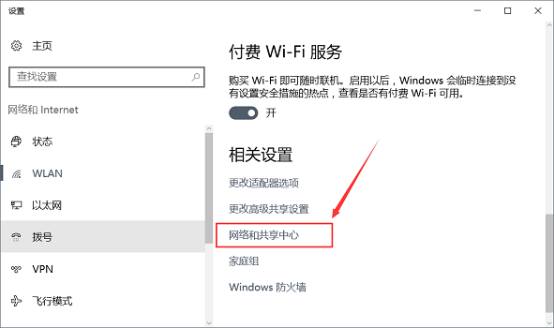 设置
主页
查找设置
网络和 Internet
状态
WLAN
以太网
拨号
VPN
飞行模式
付费 Wi-Fi 服务
购买 Wi-Fi 即可随时联机。启用以后，Windows 会临时连接到没
有设置安全措施的热点，查看是否有付费 Wi-Fi 可用。
开
相关设置
更改适配器选项
更改高级共享设置
网络和共享中心
家庭组
Windows 防火墙